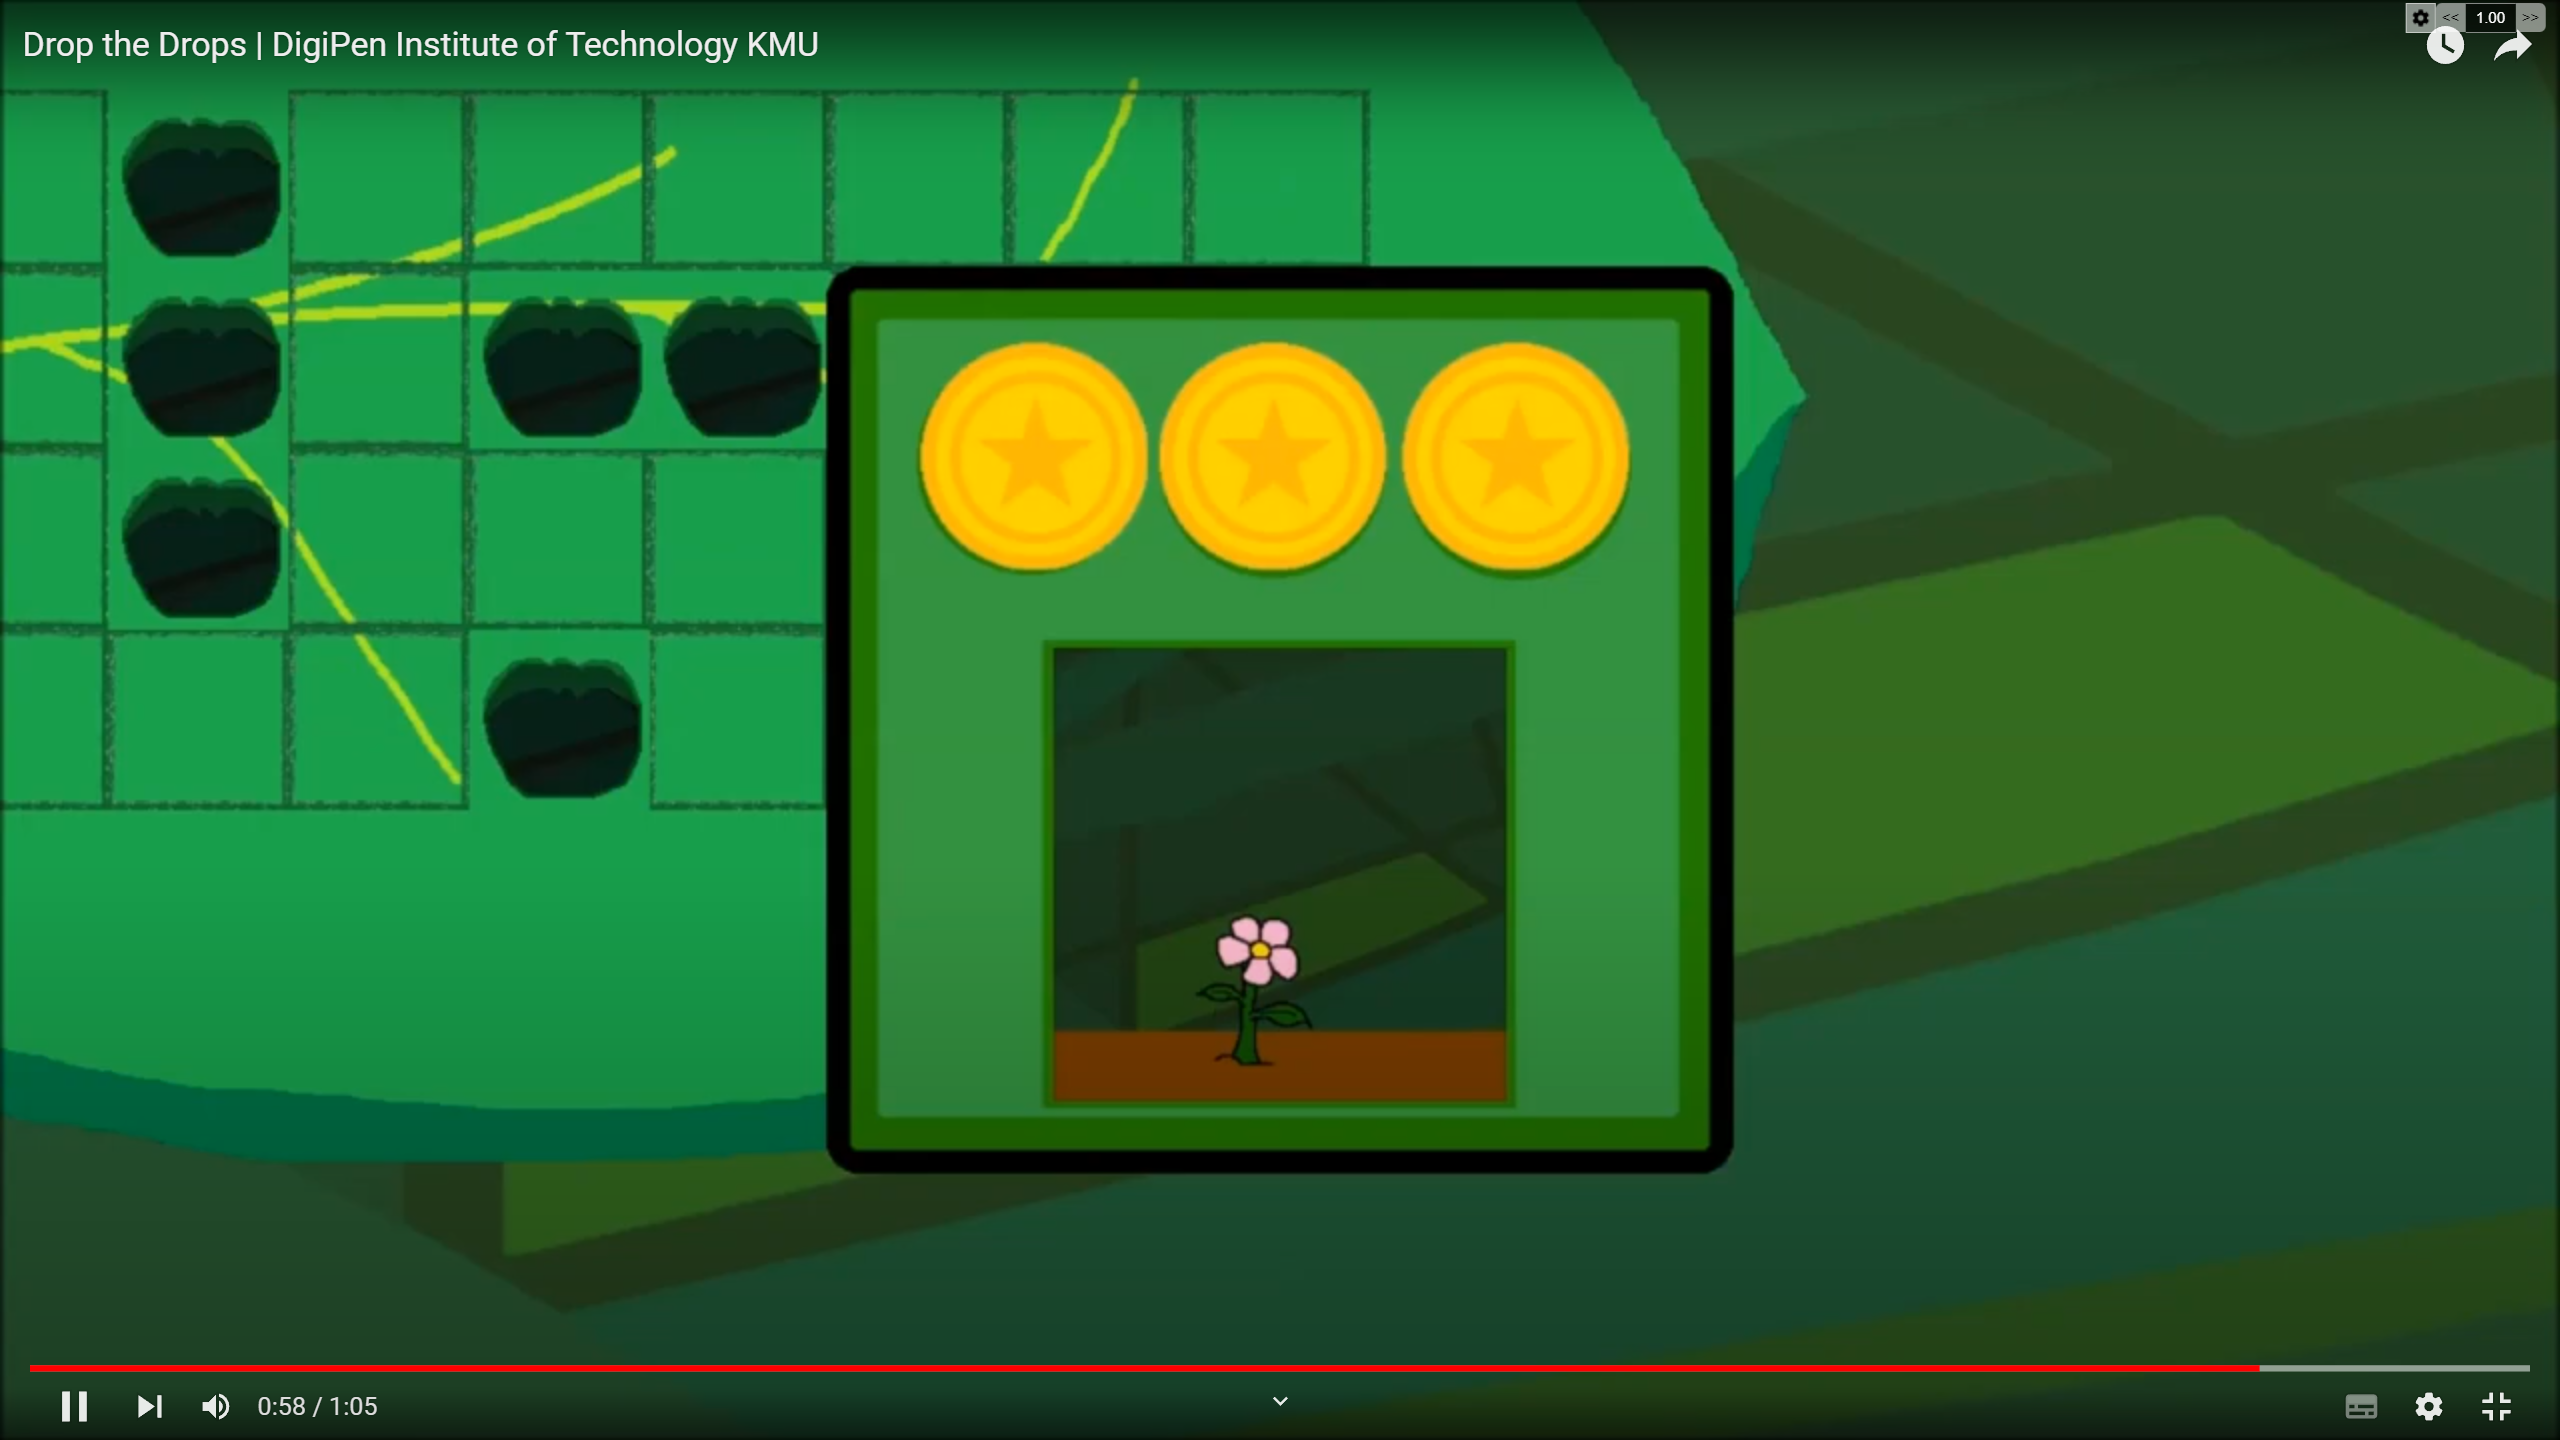 Drop the Drops | DigiPen Institute of Technology KMU
<< 1.00 >>
0:58 / 1:05